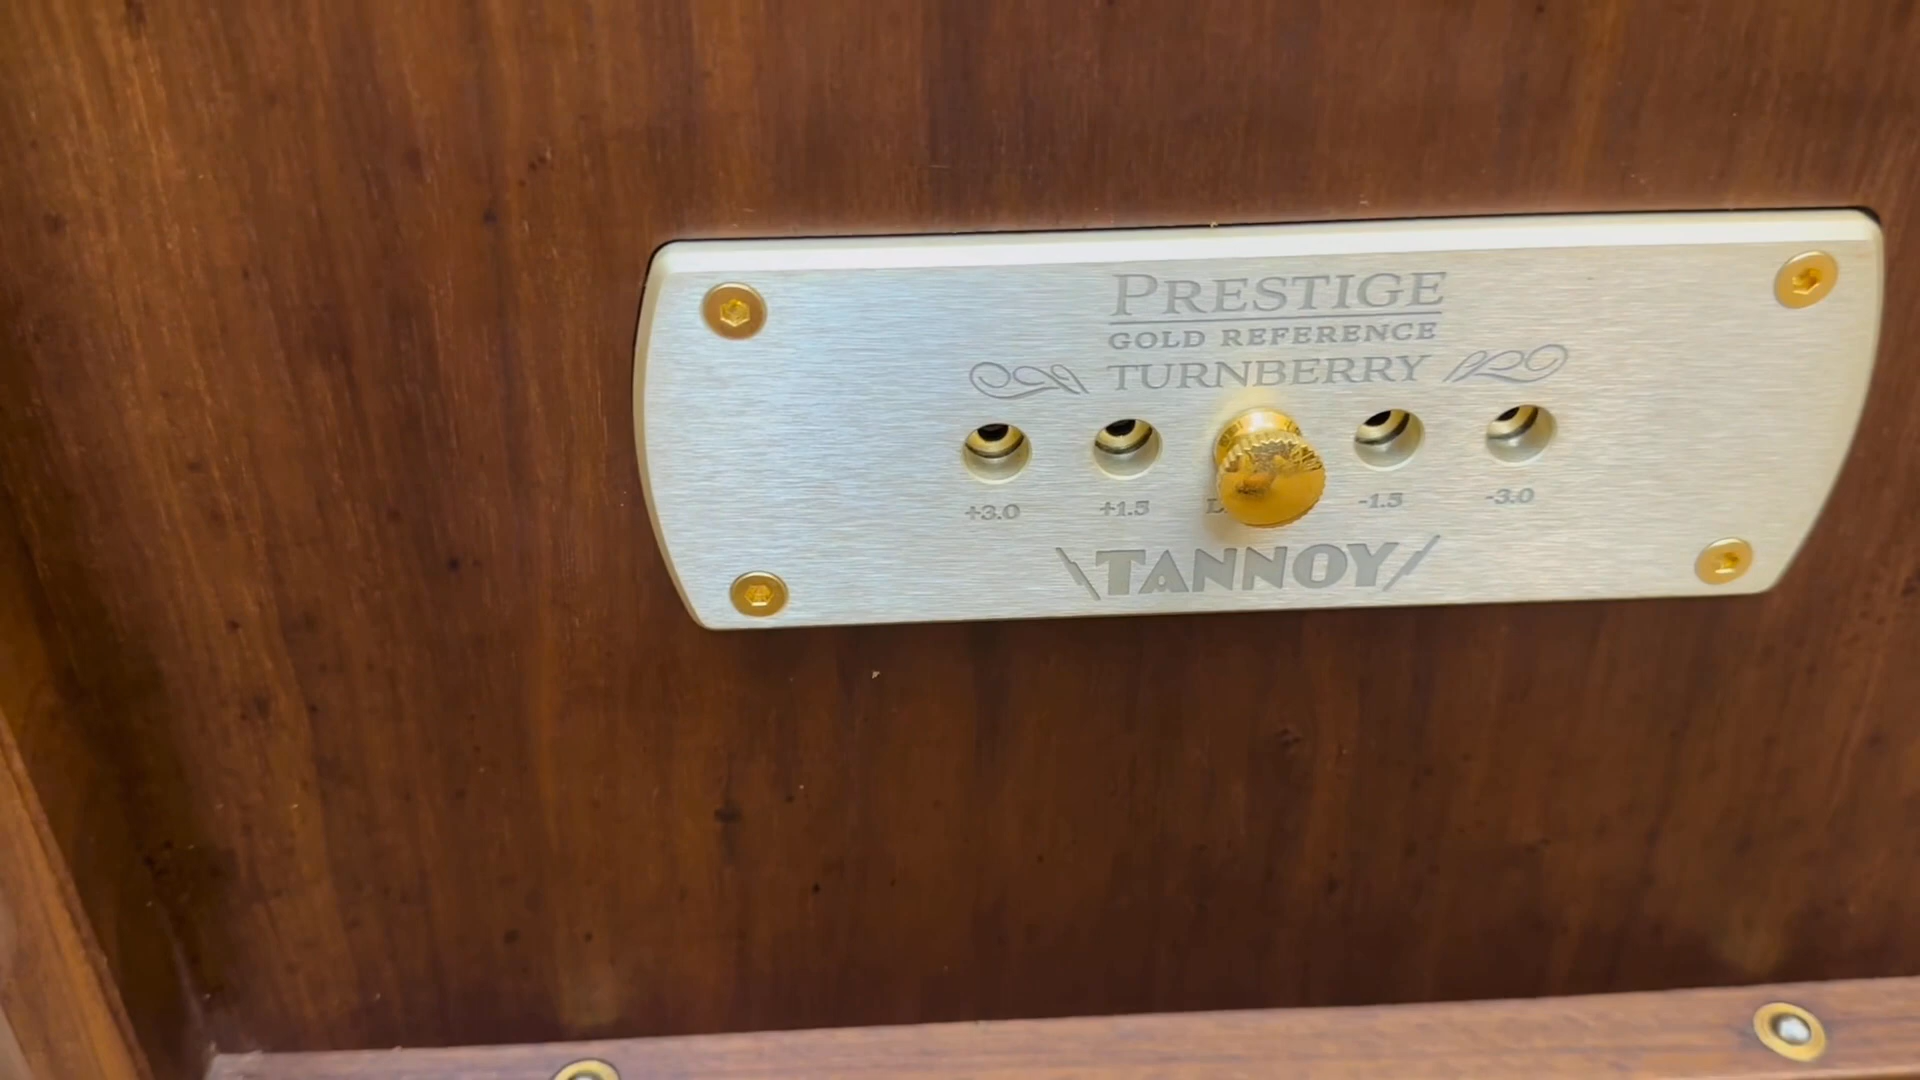 PRESTIGE
GOLD REFERENCE
TURNBERRY
+3.0 +1.5 -1.5 -3.0
TANNOY